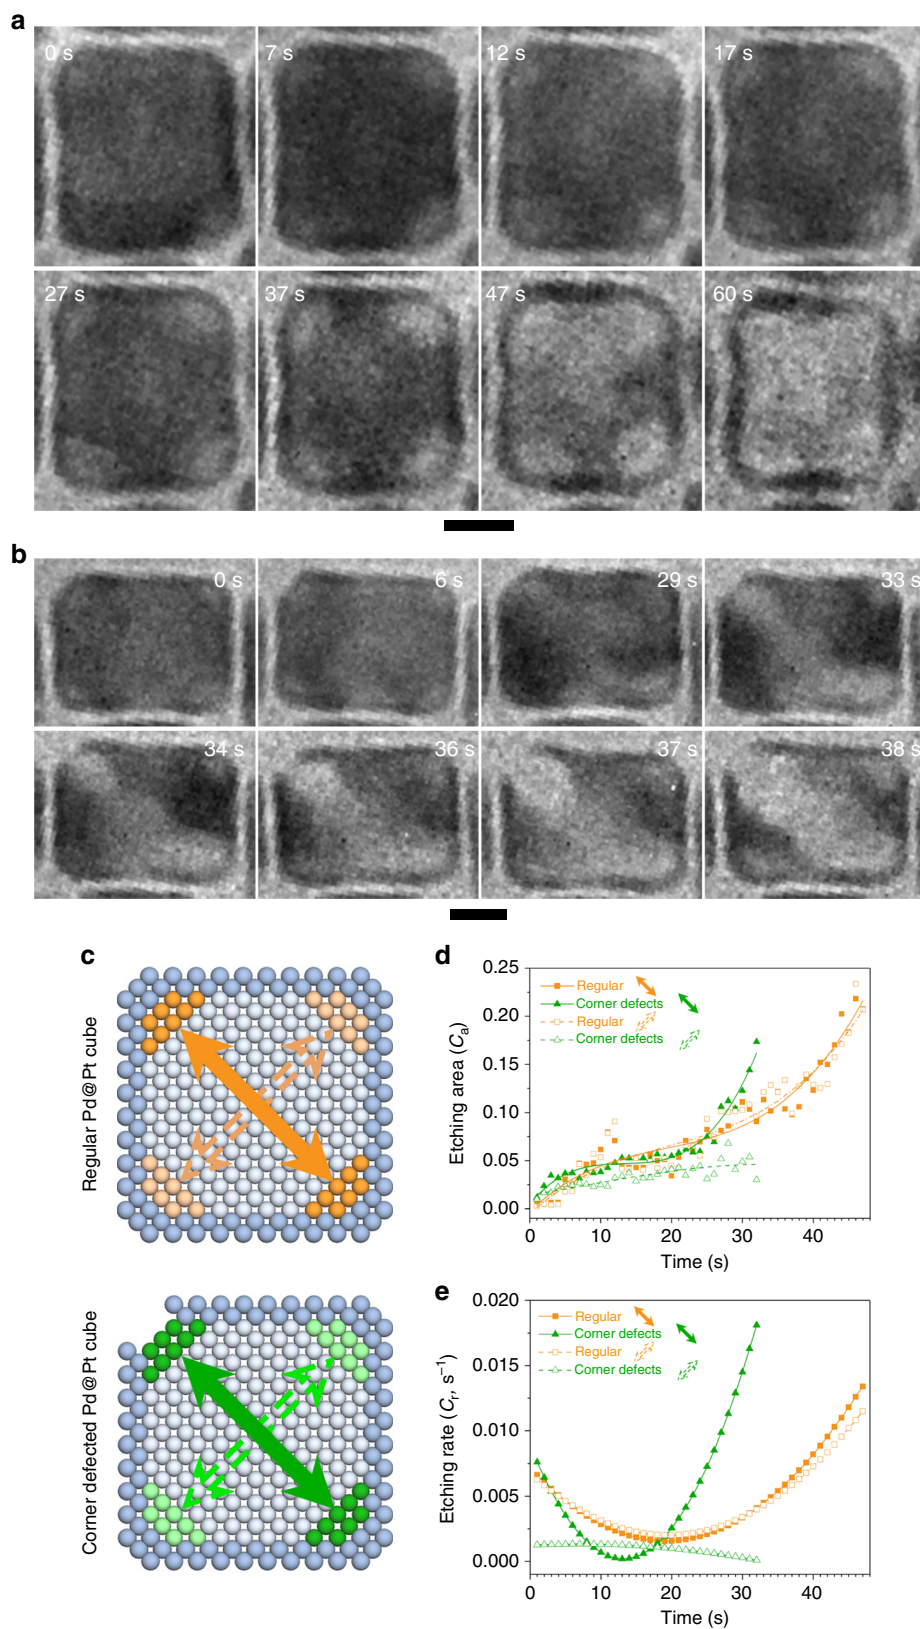 a
0 s
7 s
12 s
17 s
27 s
37 s
47 s
60 s
b
0 s
6 s
29 s
33 s
34 s
36 s
37 s
38 s
c
Regular Pd@Pt cube
Corner defected Pd@Pt cube
d
0.25
0.20
0.15
0.10
0.05
0.00
Etching area (Ca)
Regular
Corner defects
Regular
Corner defects
0 10 20 30 40
Time (s)
e
0.020
0.015
0.010
0.005
0.000
Etching rate (Cr, s⁻¹)
Regular
Corner defects
Regular
Corner defects
0 10 20 30 40
Time (s)